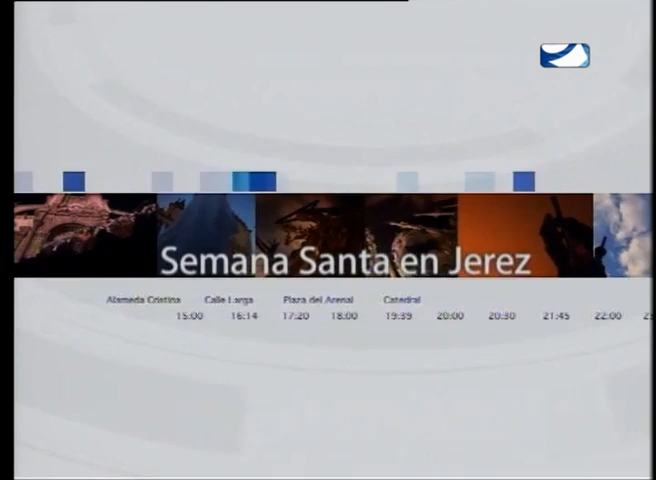 Semana Santa en Jerez
Alameda Cristina Calle Larga Plaza del Arenal Catedral
15:00 16:14 17:20 18:00 19:39 20:00 20:30 21:45 22:00